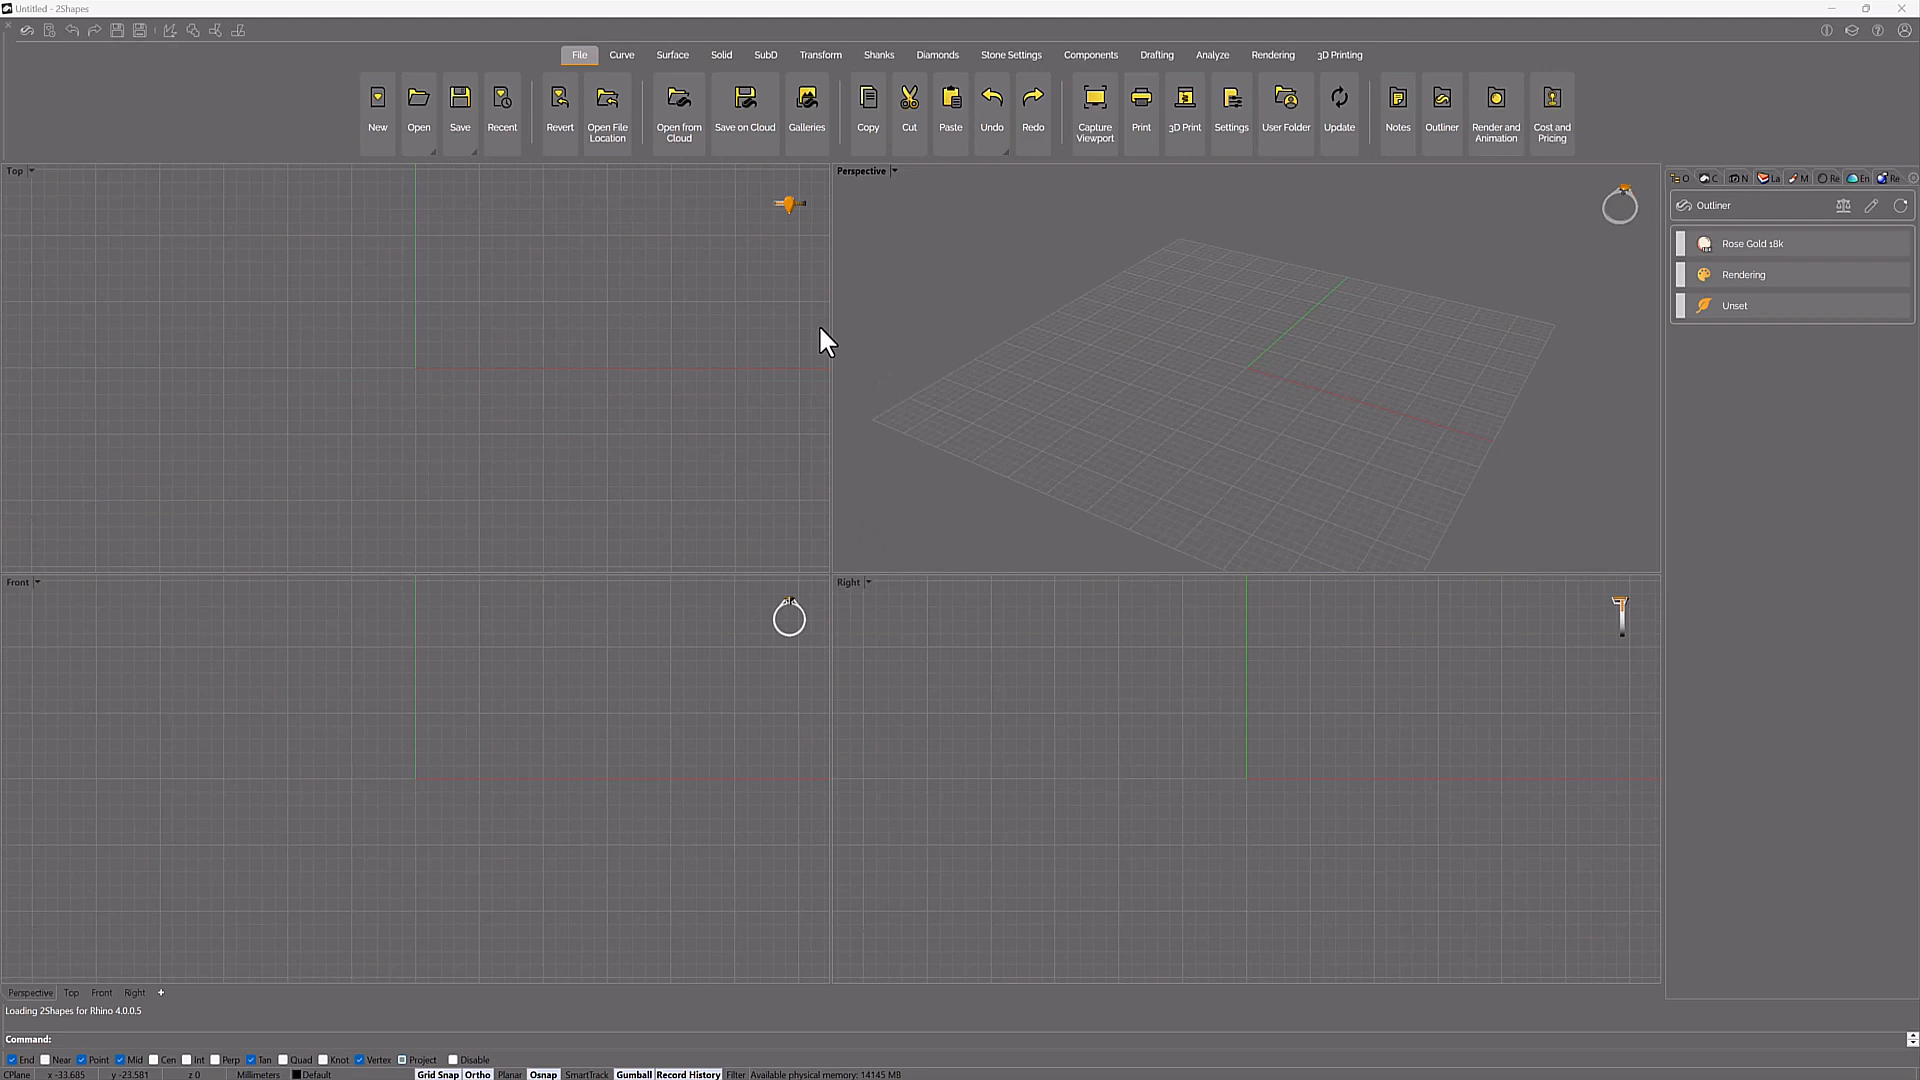 Untitled - 2Shapes
File Curve Surface Solid SubD Transform Shanks Diamonds Stone Settings Components Drafting Analyze Rendering 3D Printing
New
Open
Save
Recent
Revert
Open File
Location
Open from
Cloud
Save on Cloud
Galleries
Copy
Cut
Paste
Undo
Redo
Capture
Viewport
Print
3D Print
Settings
User Folder
Update
Notes
Outliner
Render and
Animation
Cost and
Pricing
Top
Perspective
O C N La M Re En Re
Outliner
Rose Gold 18k
Rendering
Unset
Front
Right
Perspective Top Front Right +
Loading 2Shapes for Rhino 4.0.0.5
Command:
End Near Point Mid Cen Int Perp Tan Quad Knot Vertex Project Disable
CPlane x -33.685 y -23.581 z 0 Millimeters Default Grid Snap Ortho Planar Osnap SmartTrack Gumball Record History Filter Available physical memory: 14145 MB